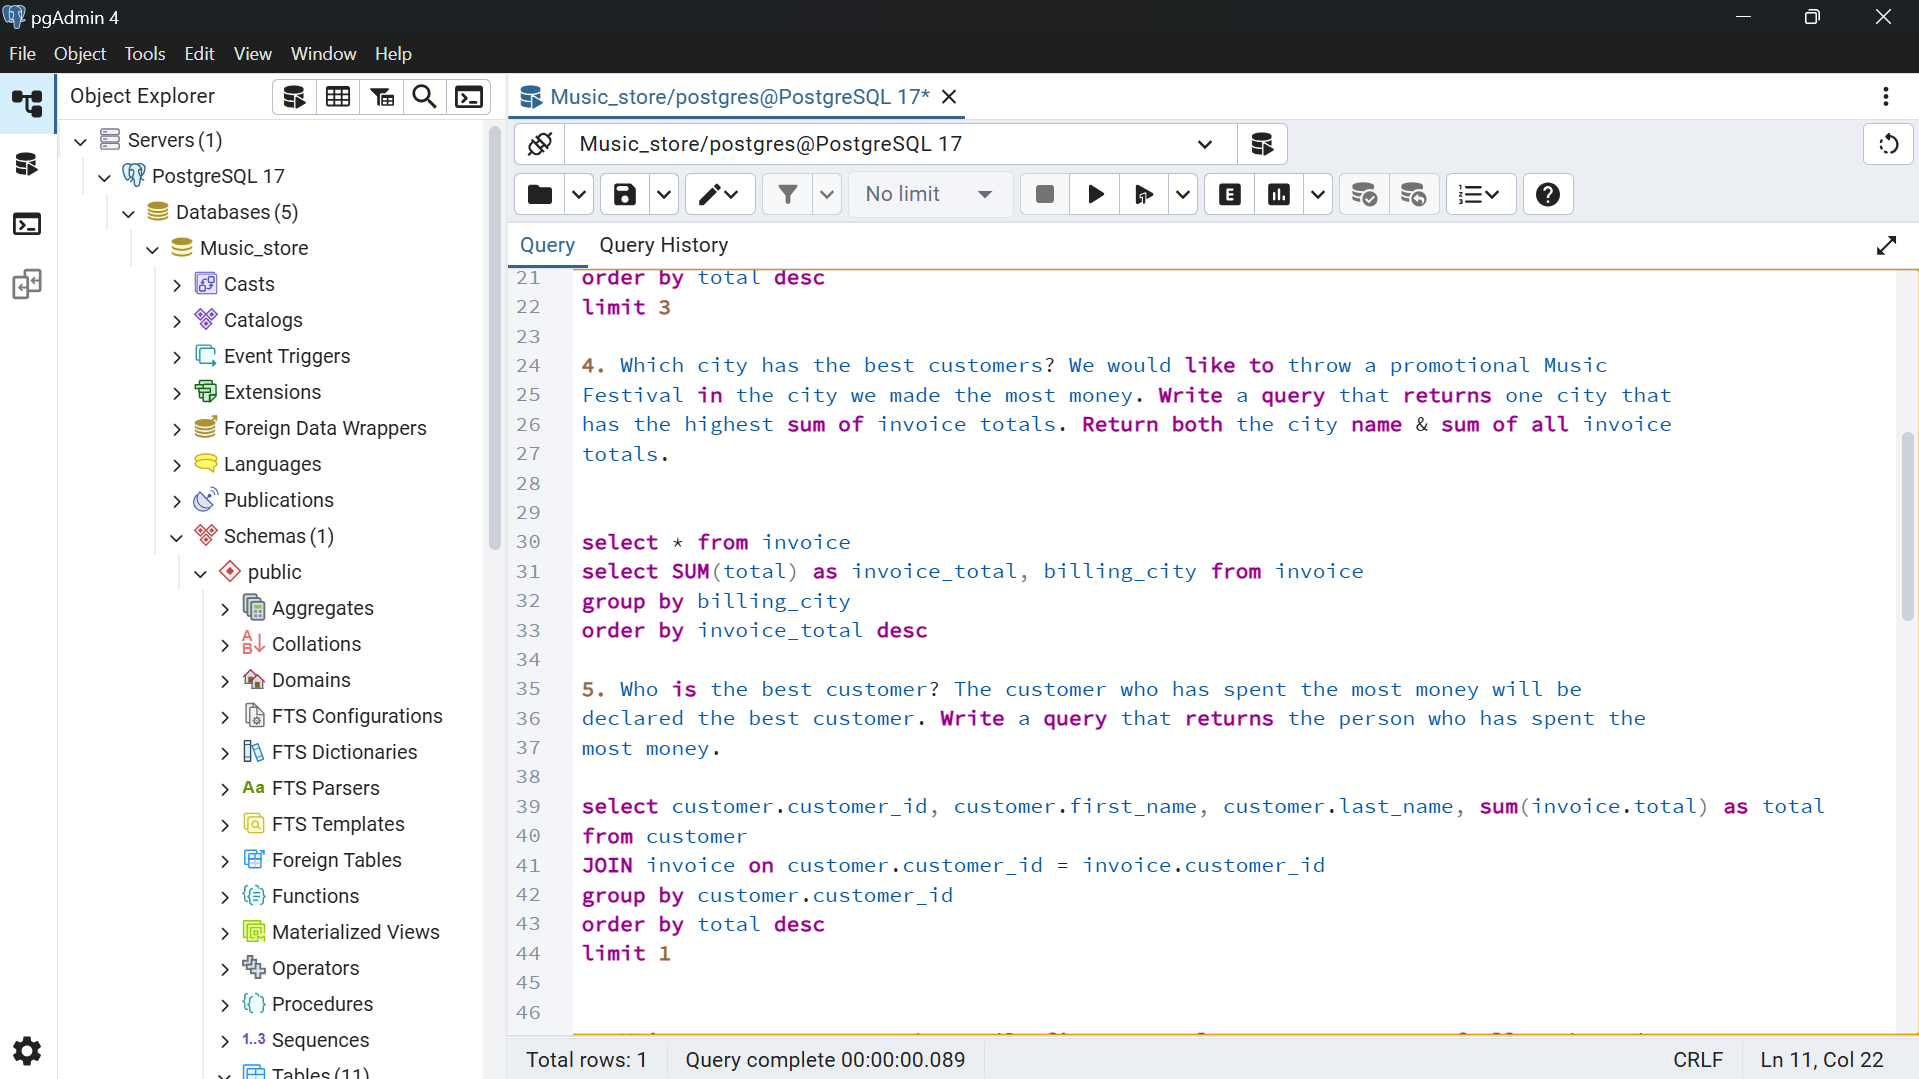 pgAdmin 4
File Object Tools Edit View Window Help
Object Explorer
Music_store/postgres@PostgreSQL 17*
Servers (1)
PostgreSQL 17
Databases (5)
Music_store
Casts
Catalogs
Event Triggers
Extensions
Foreign Data Wrappers
Languages
Publications
Schemas (1)
public
Aggregates
Collations
Domains
FTS Configurations
FTS Dictionaries
Aa FTS Parsers
FTS Templates
Foreign Tables
Functions
Materialized Views
Operators
Procedures
1..3 Sequences
Tables (11)
Music_store/postgres@PostgreSQL 17
No limit
E
Query Query History
21 order by total desc
22 limit 3
23
24 4. Which city has the best customers? We would like to throw a promotional Music
25 Festival in the city we made the most money. Write a query that returns one city that
26 has the highest sum of invoice totals. Return both the city name & sum of all invoice
27 totals.
28
29
30 select * from invoice
31 select SUM(total) as invoice_total, billing_city from invoice
32 group by billing_city
33 order by invoice_total desc
34
35 5. Who is the best customer? The customer who has spent the most money will be
36 declared the best customer. Write a query that returns the person who has spent the
37 most money.
38
39 select customer.customer_id, customer.first_name, customer.last_name, sum(invoice.total) as total
40 from customer
41 JOIN invoice on customer.customer_id = invoice.customer_id
42 group by customer.customer_id
43 order by total desc
44 limit 1
45
46
Total rows: 1 Query complete 00:00:00.089 CRLF Ln 11, Col 22